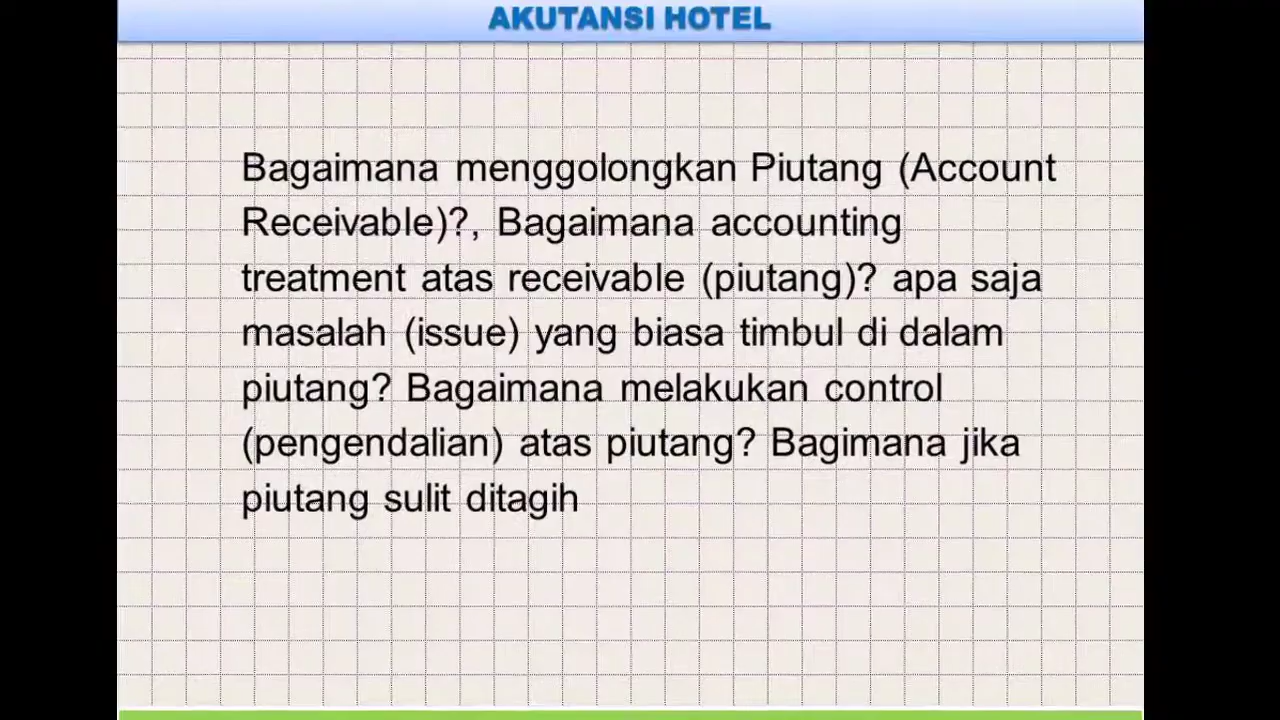 AKUTANSI HOTEL
Bagaimana menggolongkan Piutang (Account
Receivable)?, Bagaimana accounting
treatment atas receivable (piutang)? apa saja
masalah (issue) yang biasa timbul di dalam
piutang? Bagaimana melakukan control
(pengendalian) atas piutang? Bagimana jika
piutang sulit ditagih